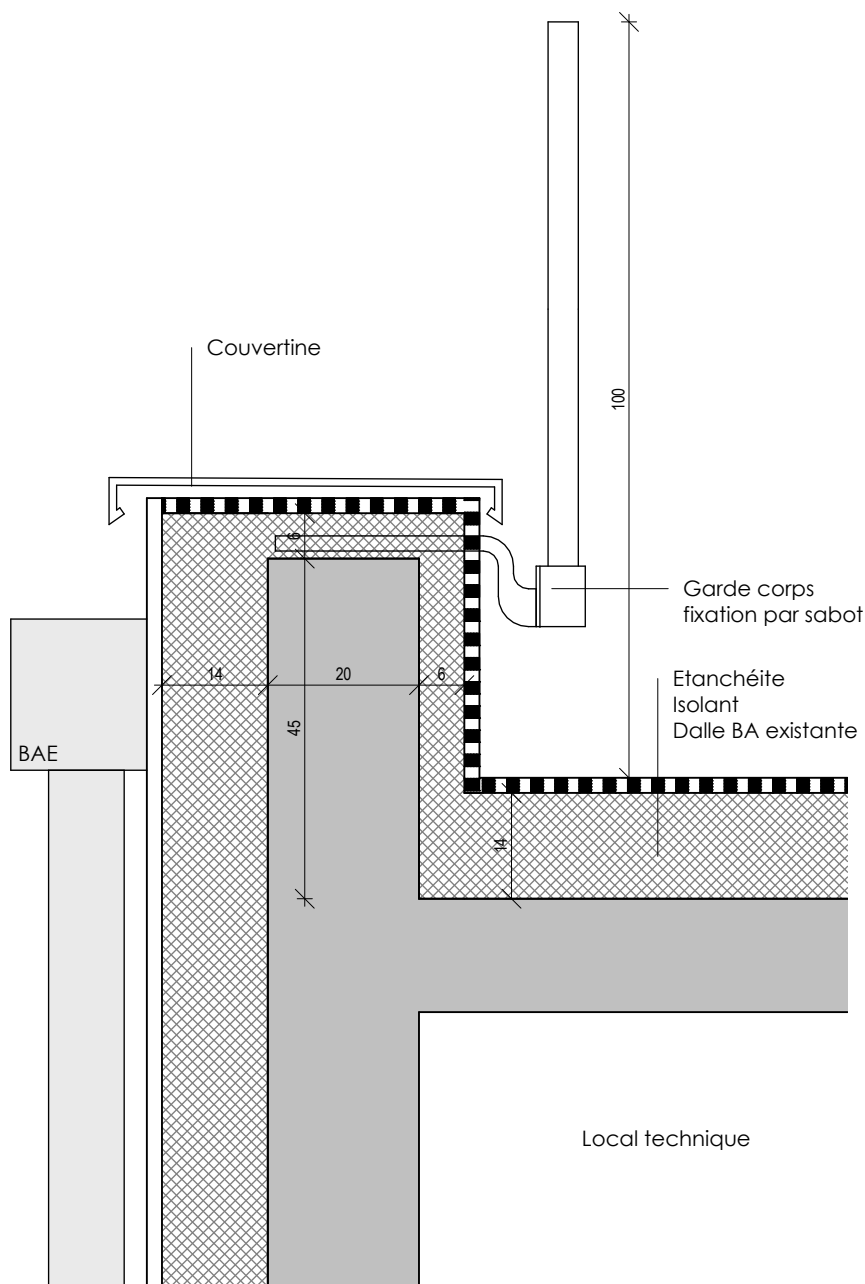 100
Couvertine
6
Garde corps
fixation par sabot
14
20
6
Etanchéite
Isolant
Dalle BA existante
45
BAE
14
Local technique